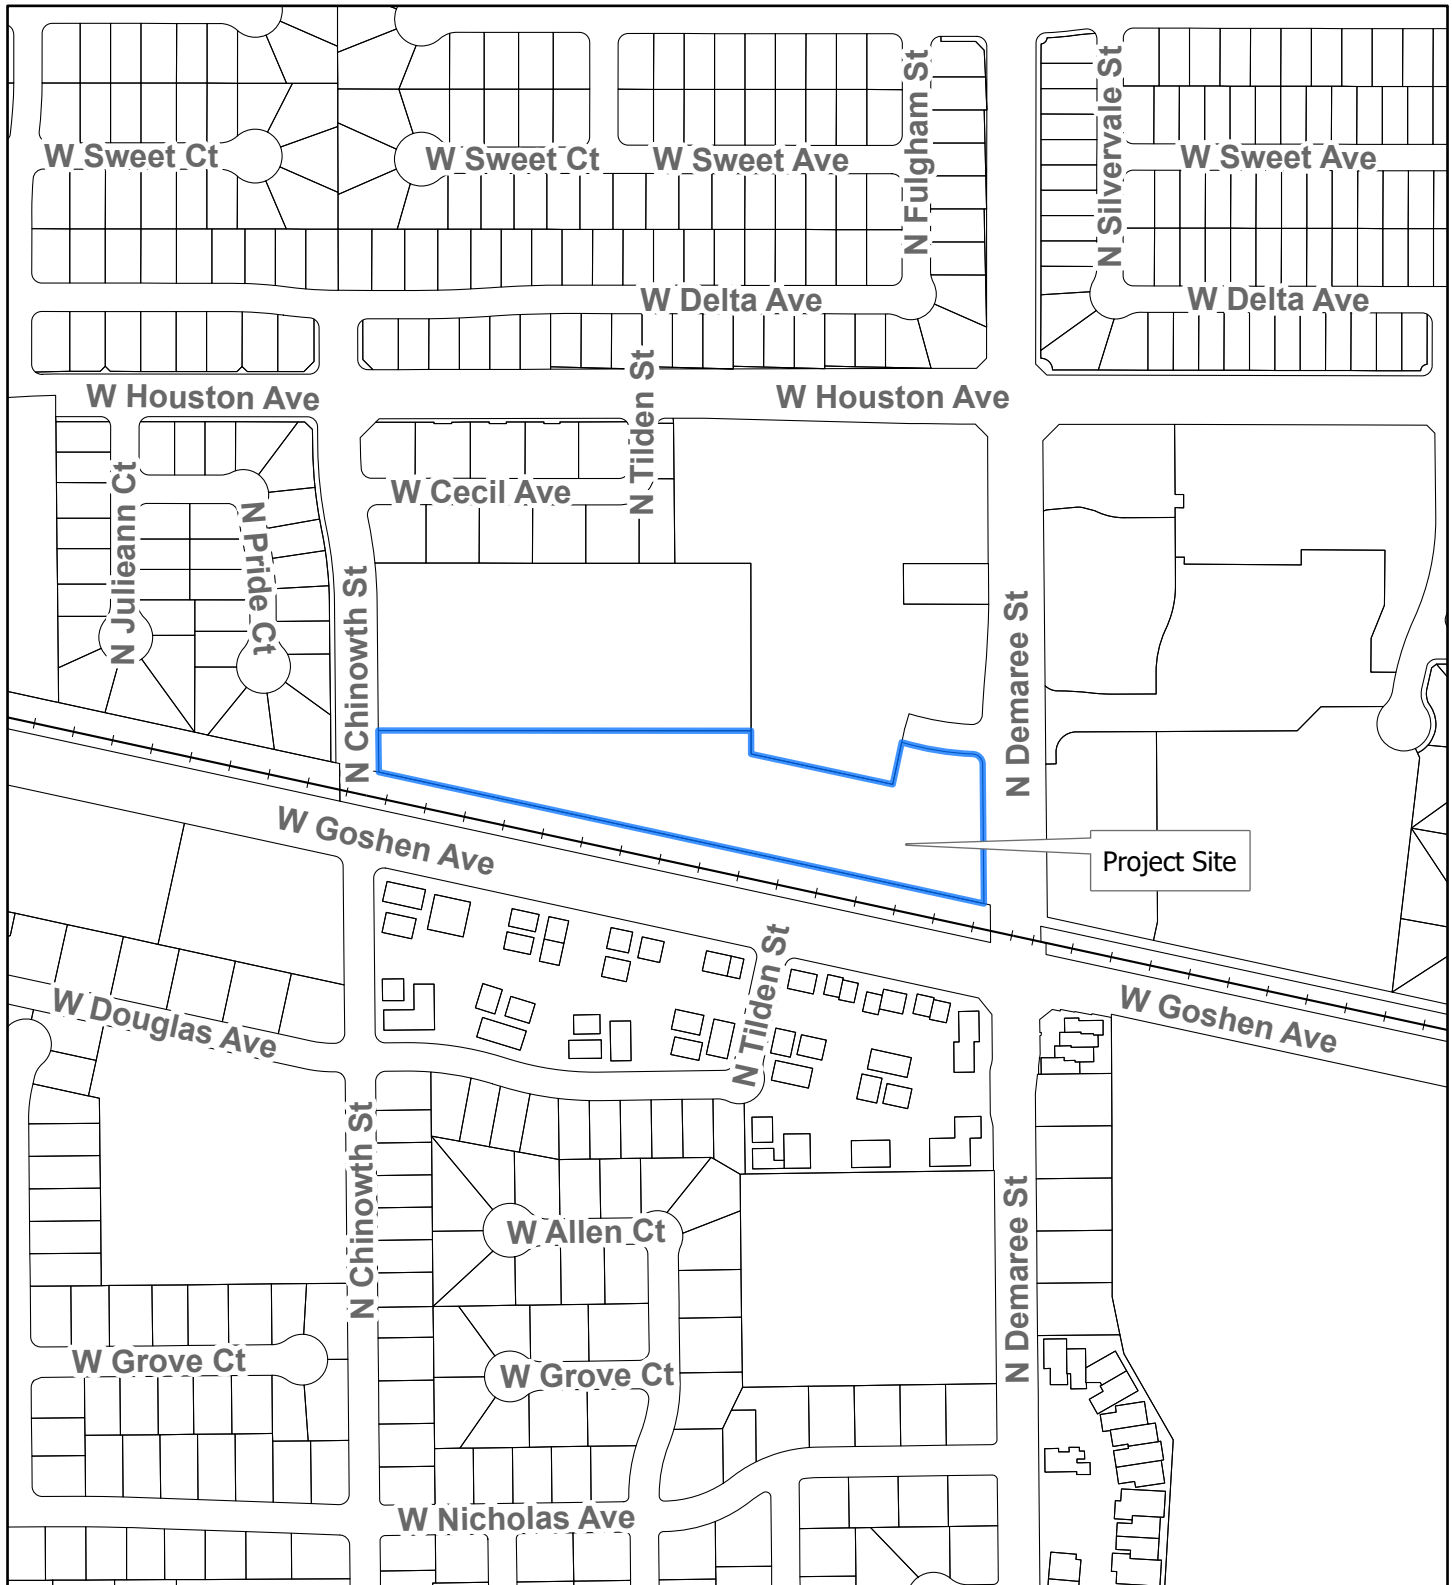 N Fulgham St
N Silvervale St
W Sweet Ct
W Sweet Ct
W Sweet Ave
W Sweet Ave
W Delta Ave
W Delta Ave
W Houston Ave
W Houston Ave
N Tilden St
W Cecil Ave
N Julieann Ct
N Pride Ct
N Chinowth St
N Demaree St
W Goshen Ave
Project Site
N Tilden St
W Goshen Ave
W Douglas Ave
N Chinowth St
N Demaree St
W Allen Ct
W Grove Ct
W Grove Ct
W Nicholas Ave